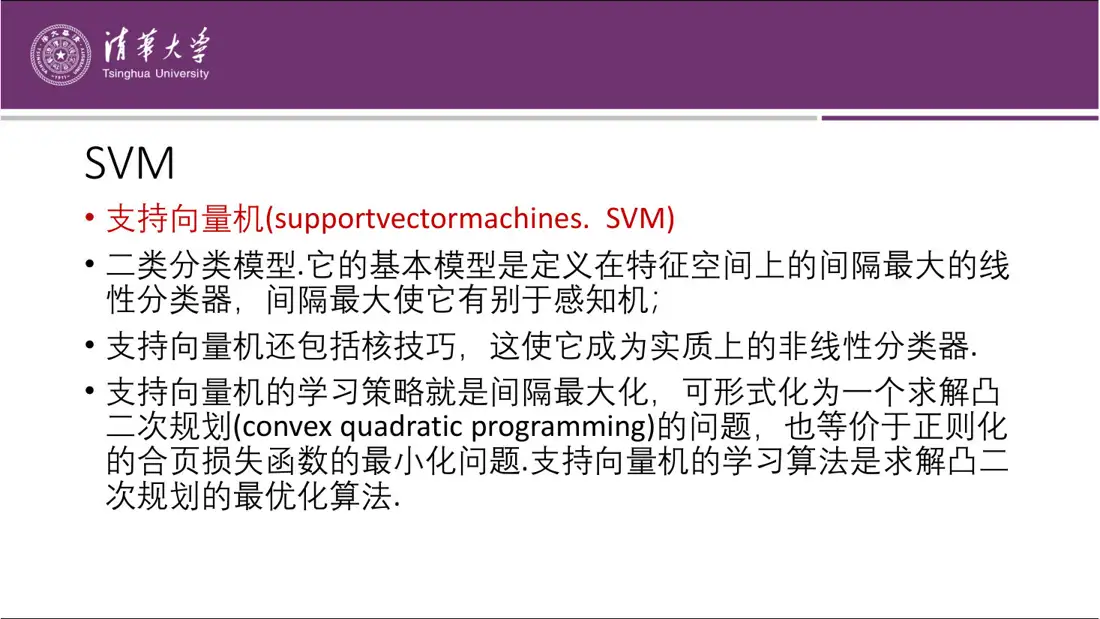 清华大学
Tsinghua University
SVM
• 支持向量机(supportvectormachines. SVM)
• 二类分类模型.它的基本模型是定义在特征空间上的间隔最大的线
性分类器，间隔最大使它有别于感知机；
• 支持向量机还包括核技巧，这使它成为实质上的非线性分类器.
• 支持向量机的学习策略就是间隔最大化，可形式化为一个求解凸
二次规划(convex quadratic programming)的问题，也等价于正则化
的合页损失函数的最小化问题.支持向量机的学习算法是求解凸二
次规划的最优化算法.